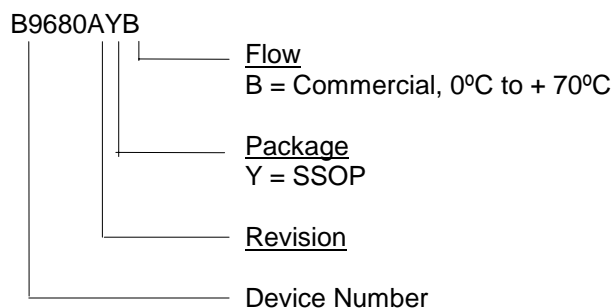 B9680AYB
Flow
B = Commercial, 0ºC to + 70ºC
Package
Y = SSOP
Revision
Device Number